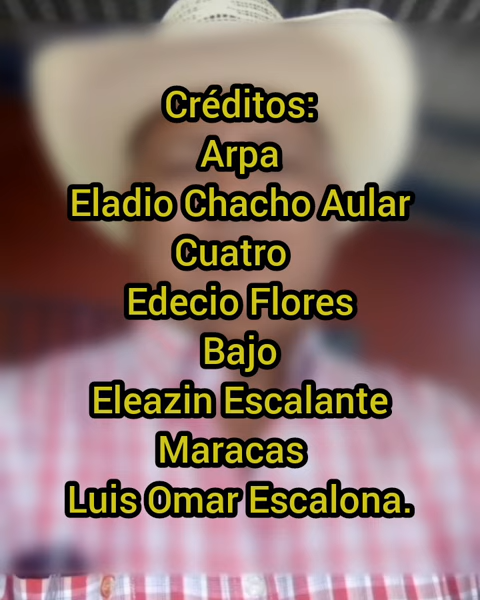 Créditos:
Arpa
Eladio Chacho Aular
Cuatro
Edecio Flores
Bajo
Eleazin Escalante
Maracas
Luis Omar Escalona.